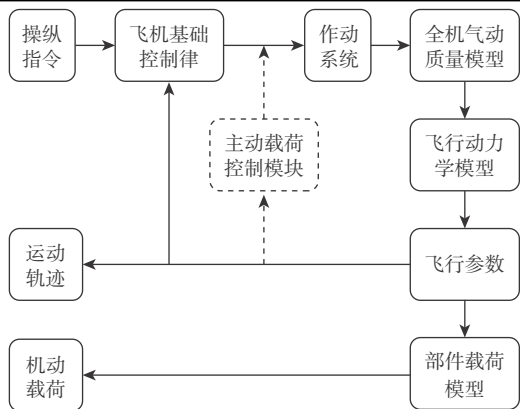 操纵
指令
飞机基础
控制律
作动
系统
全机气动
质量模型
主动载荷
控制模块
飞行动力
学模型
运动
轨迹
飞行参数
机动
载荷
部件载荷
模型